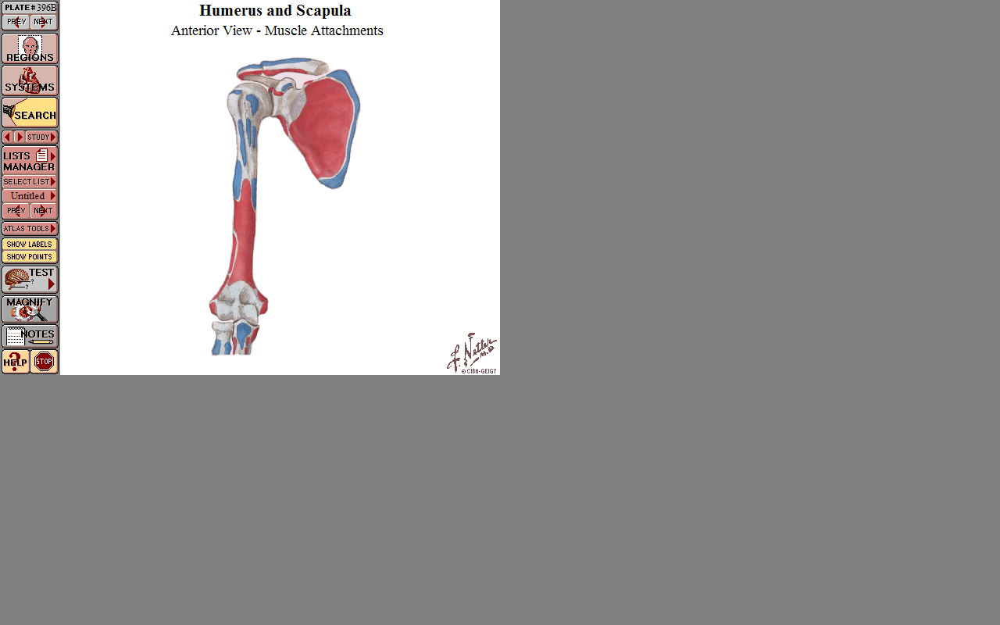 PLATE# 396B
PREV NEXT
REGIONS
SYSTEMS
SEARCH
STUDY
LISTS
MANAGER
SELECT LIST
Untitled
PREV NEXT
ATLAS TOOLS
SHOW LABELS
SHOW POINTS
TEST
MAGNIFY
NOTES
HELP STOP
Humerus and Scapula
Anterior View - Muscle Attachments
F. Netter
M.D.
© CIBA-GEIGY